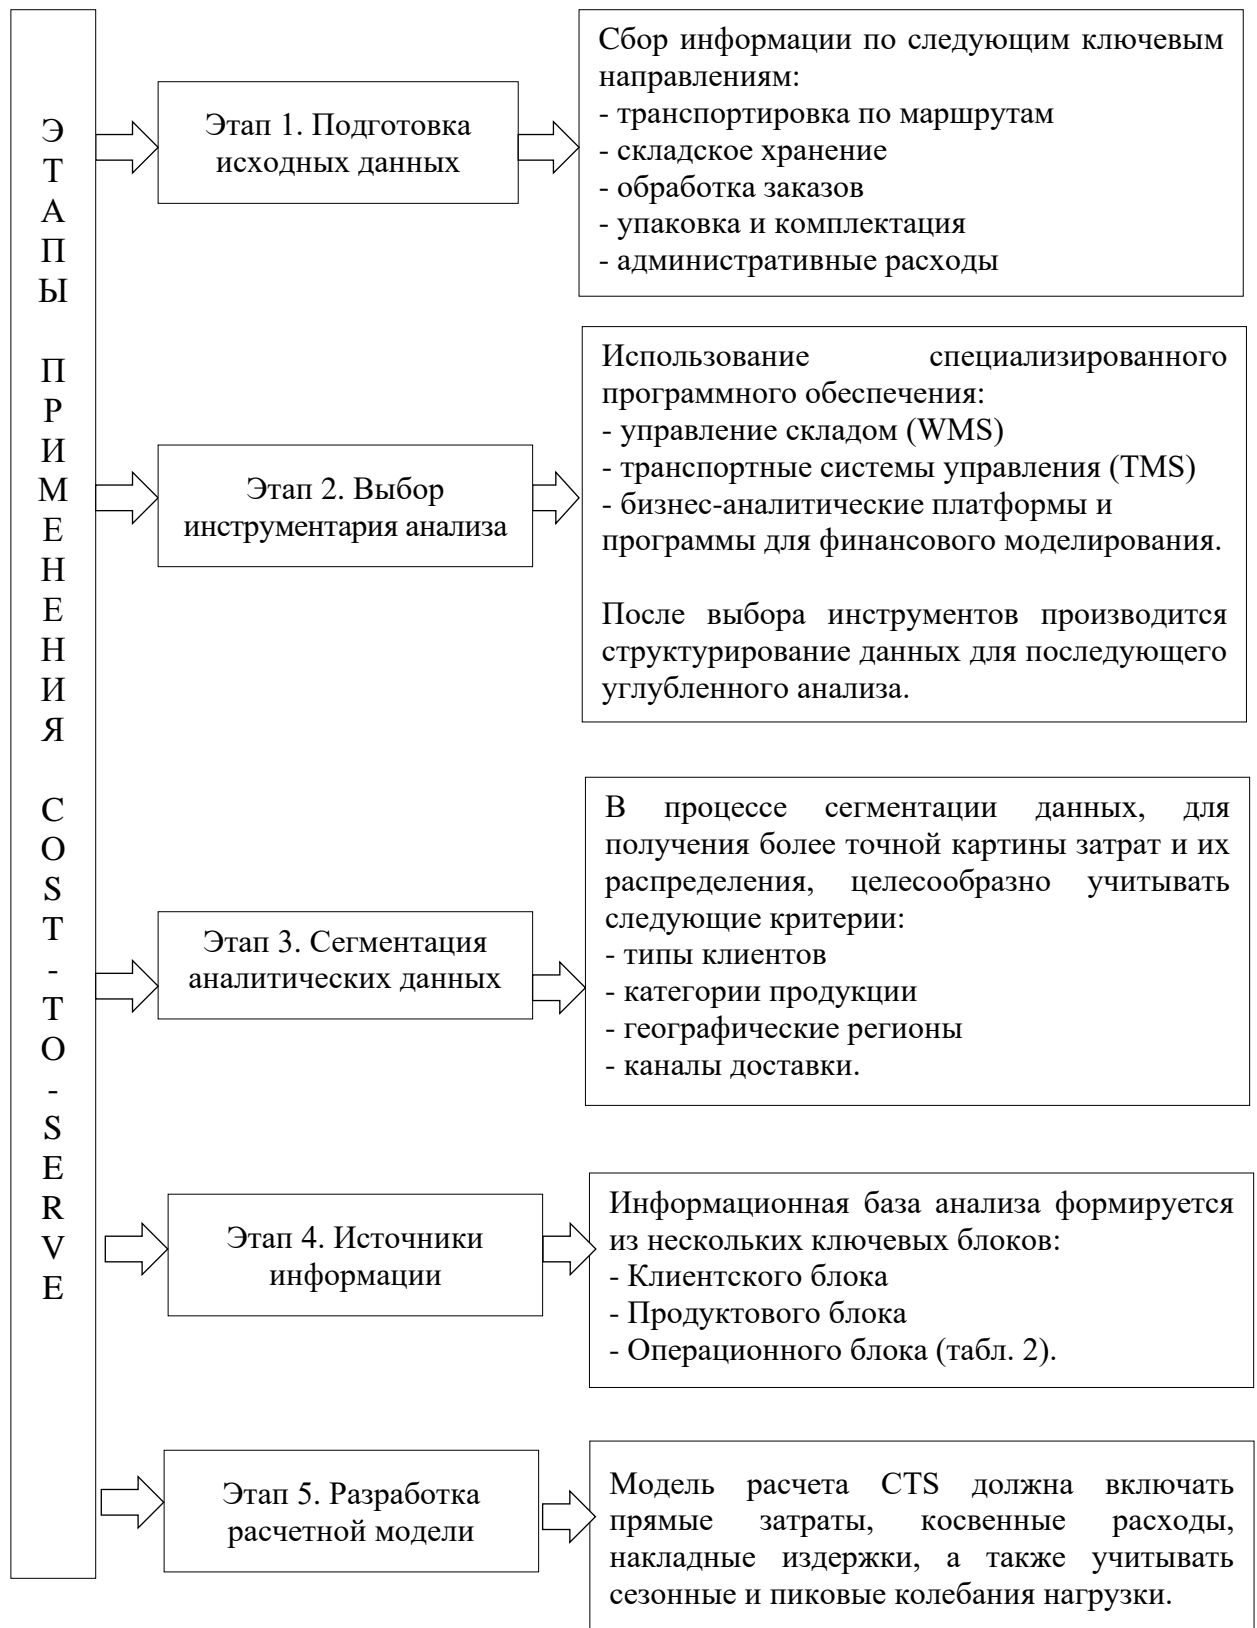 ЭТАПЫ ПРИМЕНЕНИЯ COST-TO-SERVE
Этап 1. Подготовка
исходных данных
Сбор информации по следующим ключевым
направлениям:
- транспортировка по маршрутам
- складское хранение
- обработка заказов
- упаковка и комплектация
- административные расходы
Этап 2. Выбор
инструментария анализа
Использование специализированного
программного обеспечения:
- управление складом (WMS)
- транспортные системы управления (TMS)
- бизнес-аналитические платформы и
программы для финансового моделирования.
После выбора инструментов производится
структурирование данных для последующего
углубленного анализа.
Этап 3. Сегментация
аналитических данных
В процессе сегментации данных, для
получения более точной картины затрат и их
распределения, целесообразно учитывать
следующие критерии:
- типы клиентов
- категории продукции
- географические регионы
- каналы доставки.
Этап 4. Источники
информации
Информационная база анализа формируется
из нескольких ключевых блоков:
- Клиентского блока
- Продуктового блока
- Операционного блока (табл. 2).
Этап 5. Разработка
расчетной модели
Модель расчета CTS должна включать
прямые затраты, косвенные расходы,
накладные издержки, а также учитывать
сезонные и пиковые колебания нагрузки.